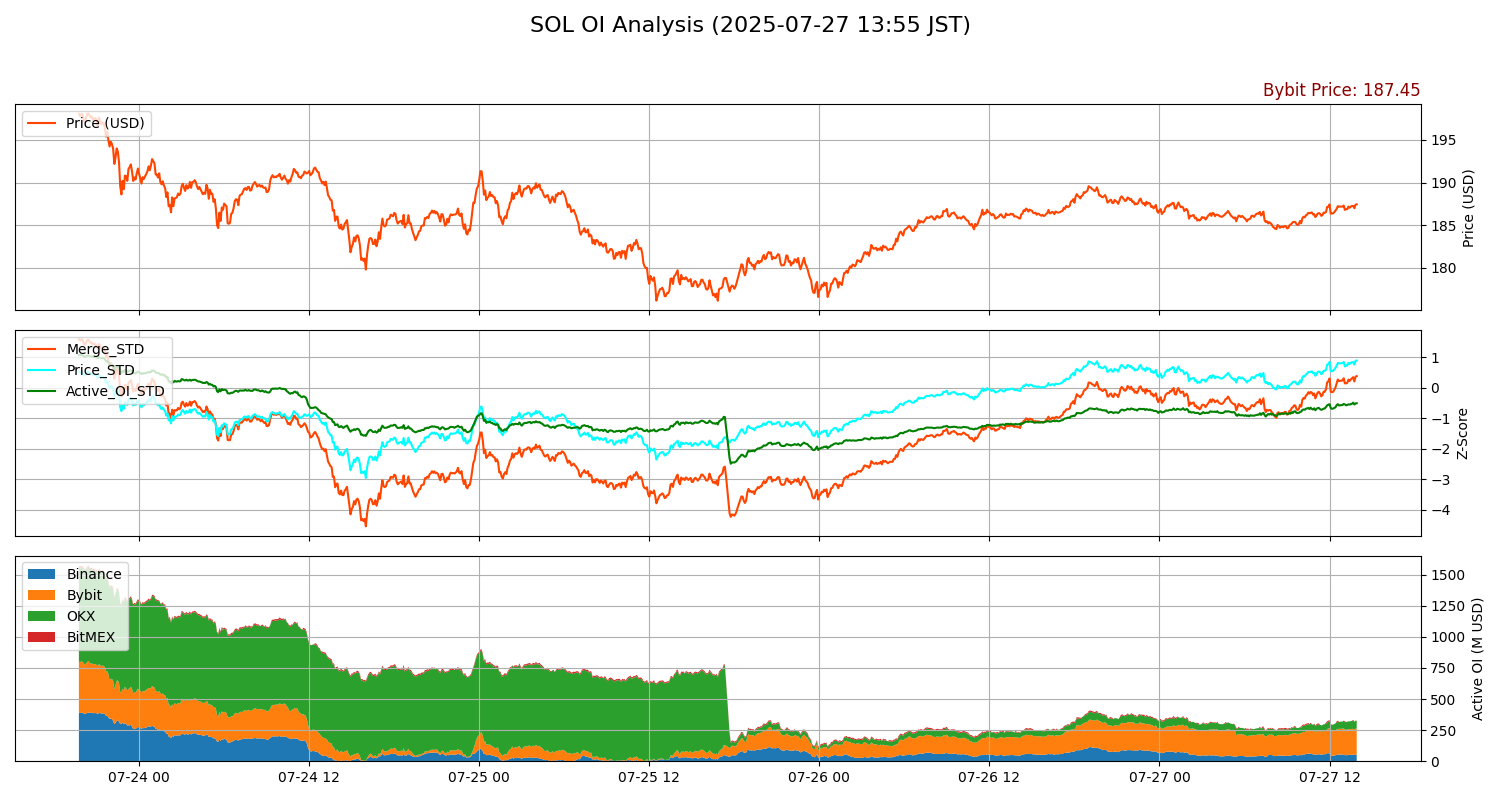 SOL OI Analysis (2025-07-27 13:55 JST)
Bybit Price: 187.45
Price (USD)
195
190
185
180
Price (USD)
Merge_STD
Price_STD
Active_OI_STD
1
0
−1
−2
−3
−4
Z-Score
Binance
Bybit
OKX
BitMEX
1500
1250
1000
750
500
250
0
Active OI (M USD)
07-24 00
07-24 12
07-25 00
07-25 12
07-26 00
07-26 12
07-27 00
07-27 12